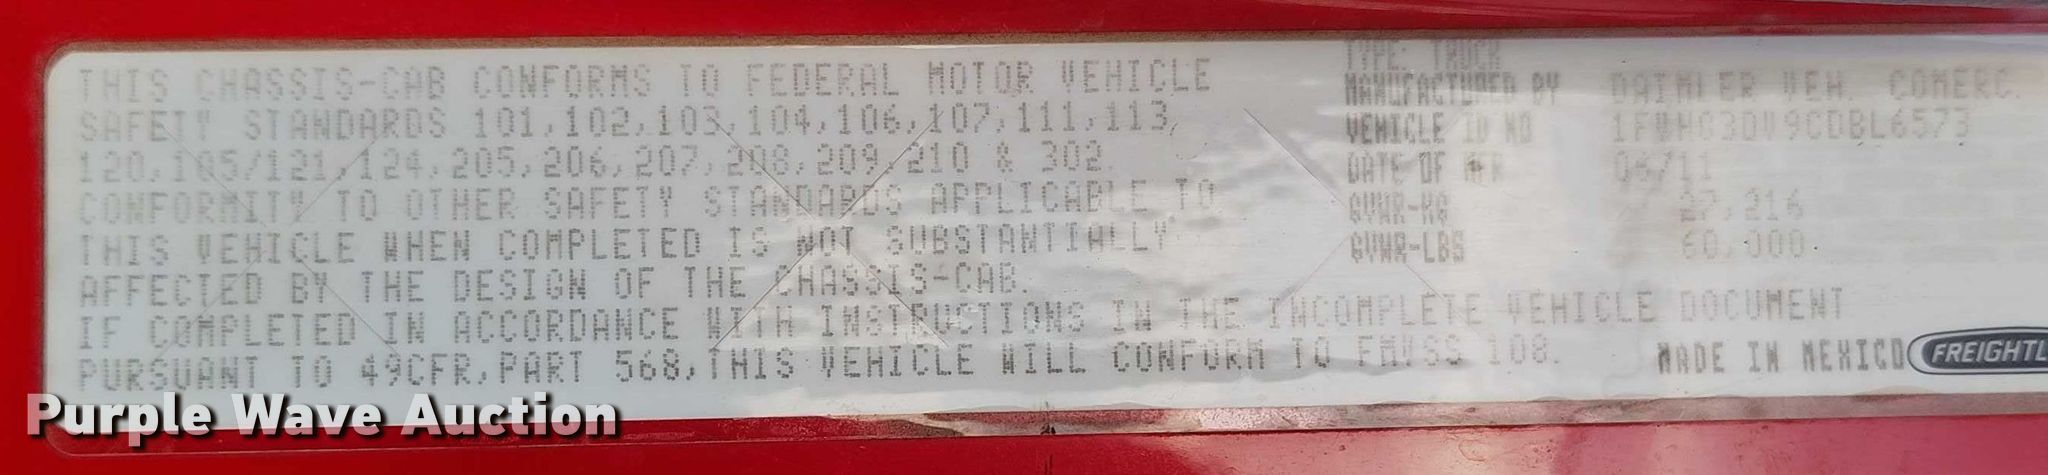 THIS CHASSIS-CAB CONFORMS TO FEDERAL MOTOR VEHICLE
SAFETY STANDARDS 101,102,103,104,106,107,111,113,
120,105/121,124,205,206,207,208,209,210 & 302.
CONFORMITY TO OTHER SAFETY STANDARDS APPLICABLE TO
THIS VEHICLE WHEN COMPLETED IS NOT SUBSTANTIALLY
AFFECTED BY THE DESIGN OF THE CHASSIS-CAB.
IF COMPLETED IN ACCORDANCE WITH INSTRUCTIONS IN THE INCOMPLETE VEHICLE DOCUMENT
PURSUANT TO 49CFR,PART 568,THIS VEHICLE WILL CONFORM TO FMVSS 108.
TYPE: TRUCK
MANUFACTURED BY DAIMLER VEH. COMERC.
VEHICLE ID NO
DATE OF MFR 06/11
GVWR-KG 27,216
GVWR-LBS 60,000
MADE IN MEXICO
FREIGHTL
Purple Wave Auction